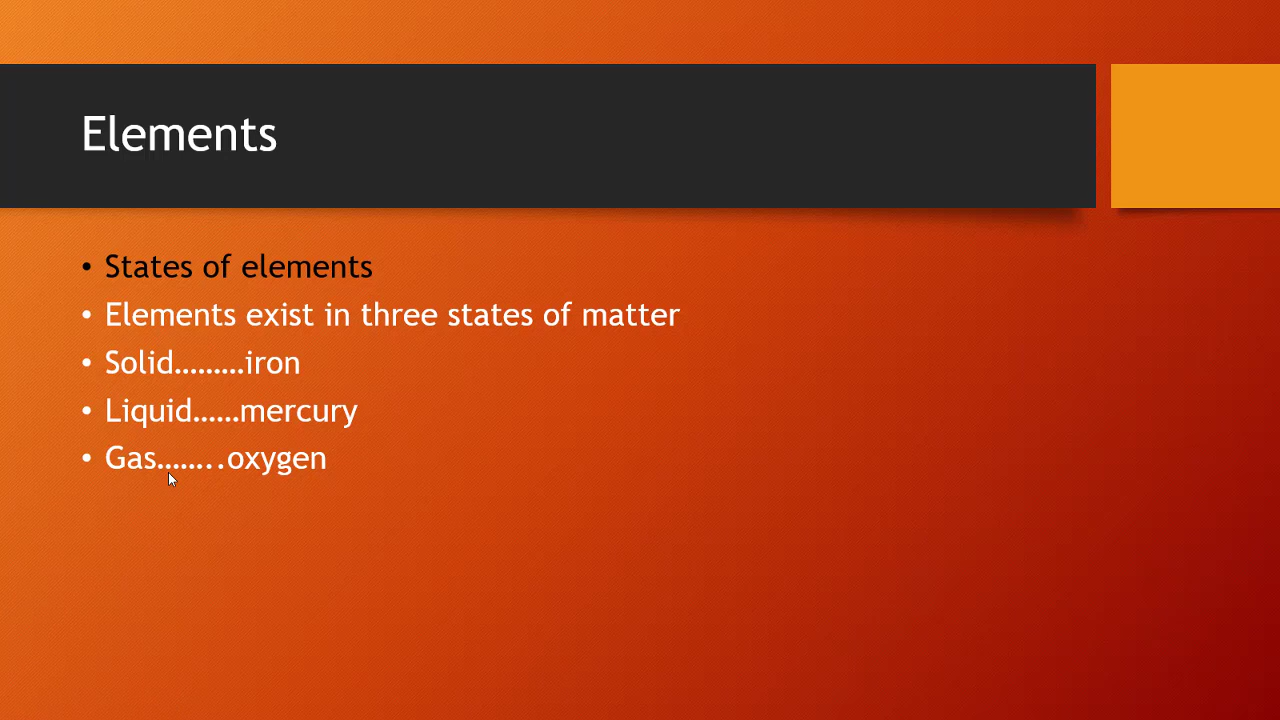 Elements
• States of elements
• Elements exist in three states of matter
• Solid………iron
• Liquid……mercury
• Gas……..oxygen